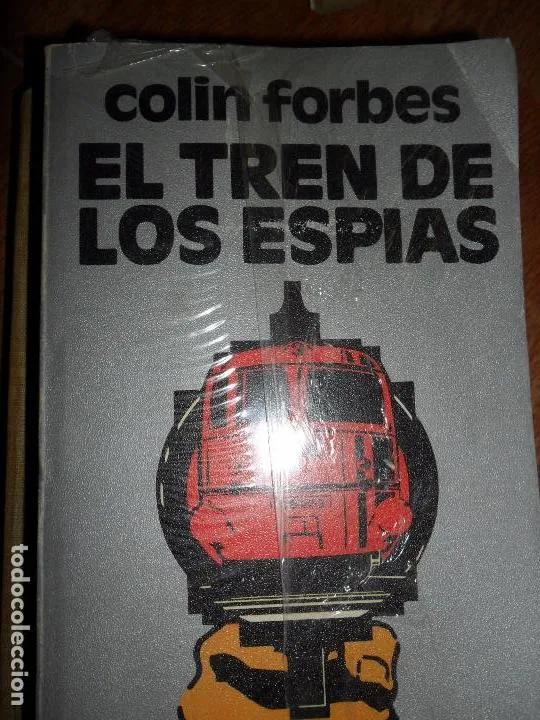 colin forbes
EL TREN DE
LOS ESPIAS
todocoleccion